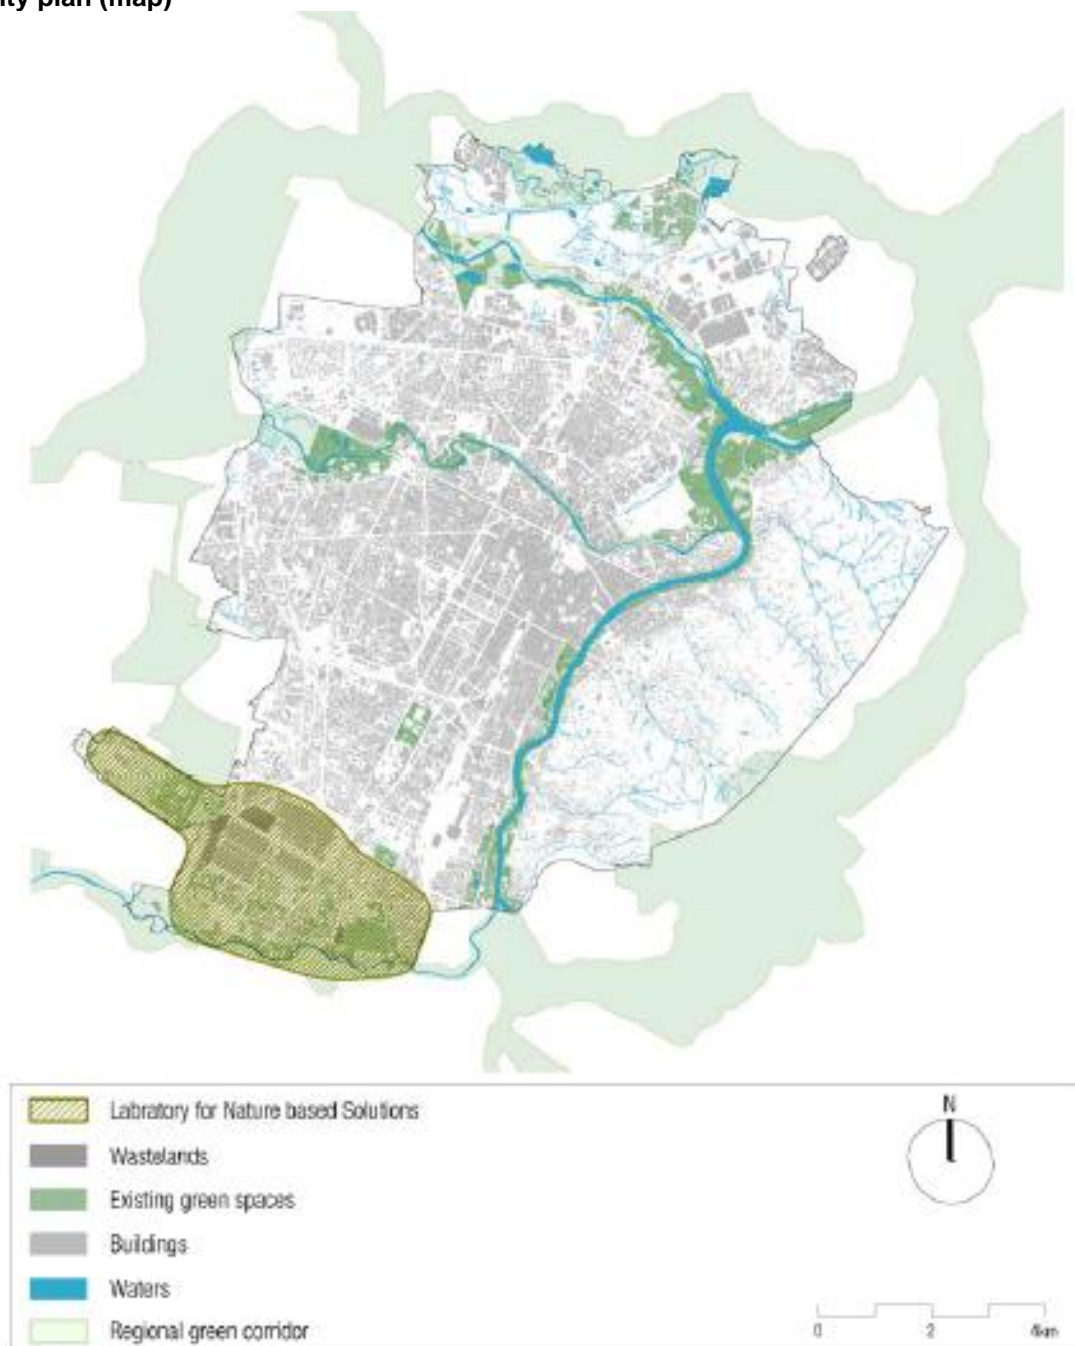 ity plan (map)
Labratory for Nature based Solutions
Wastelands
Existing green spaces
Buildings
Waters
Regional green corridor
N
0 2 4km